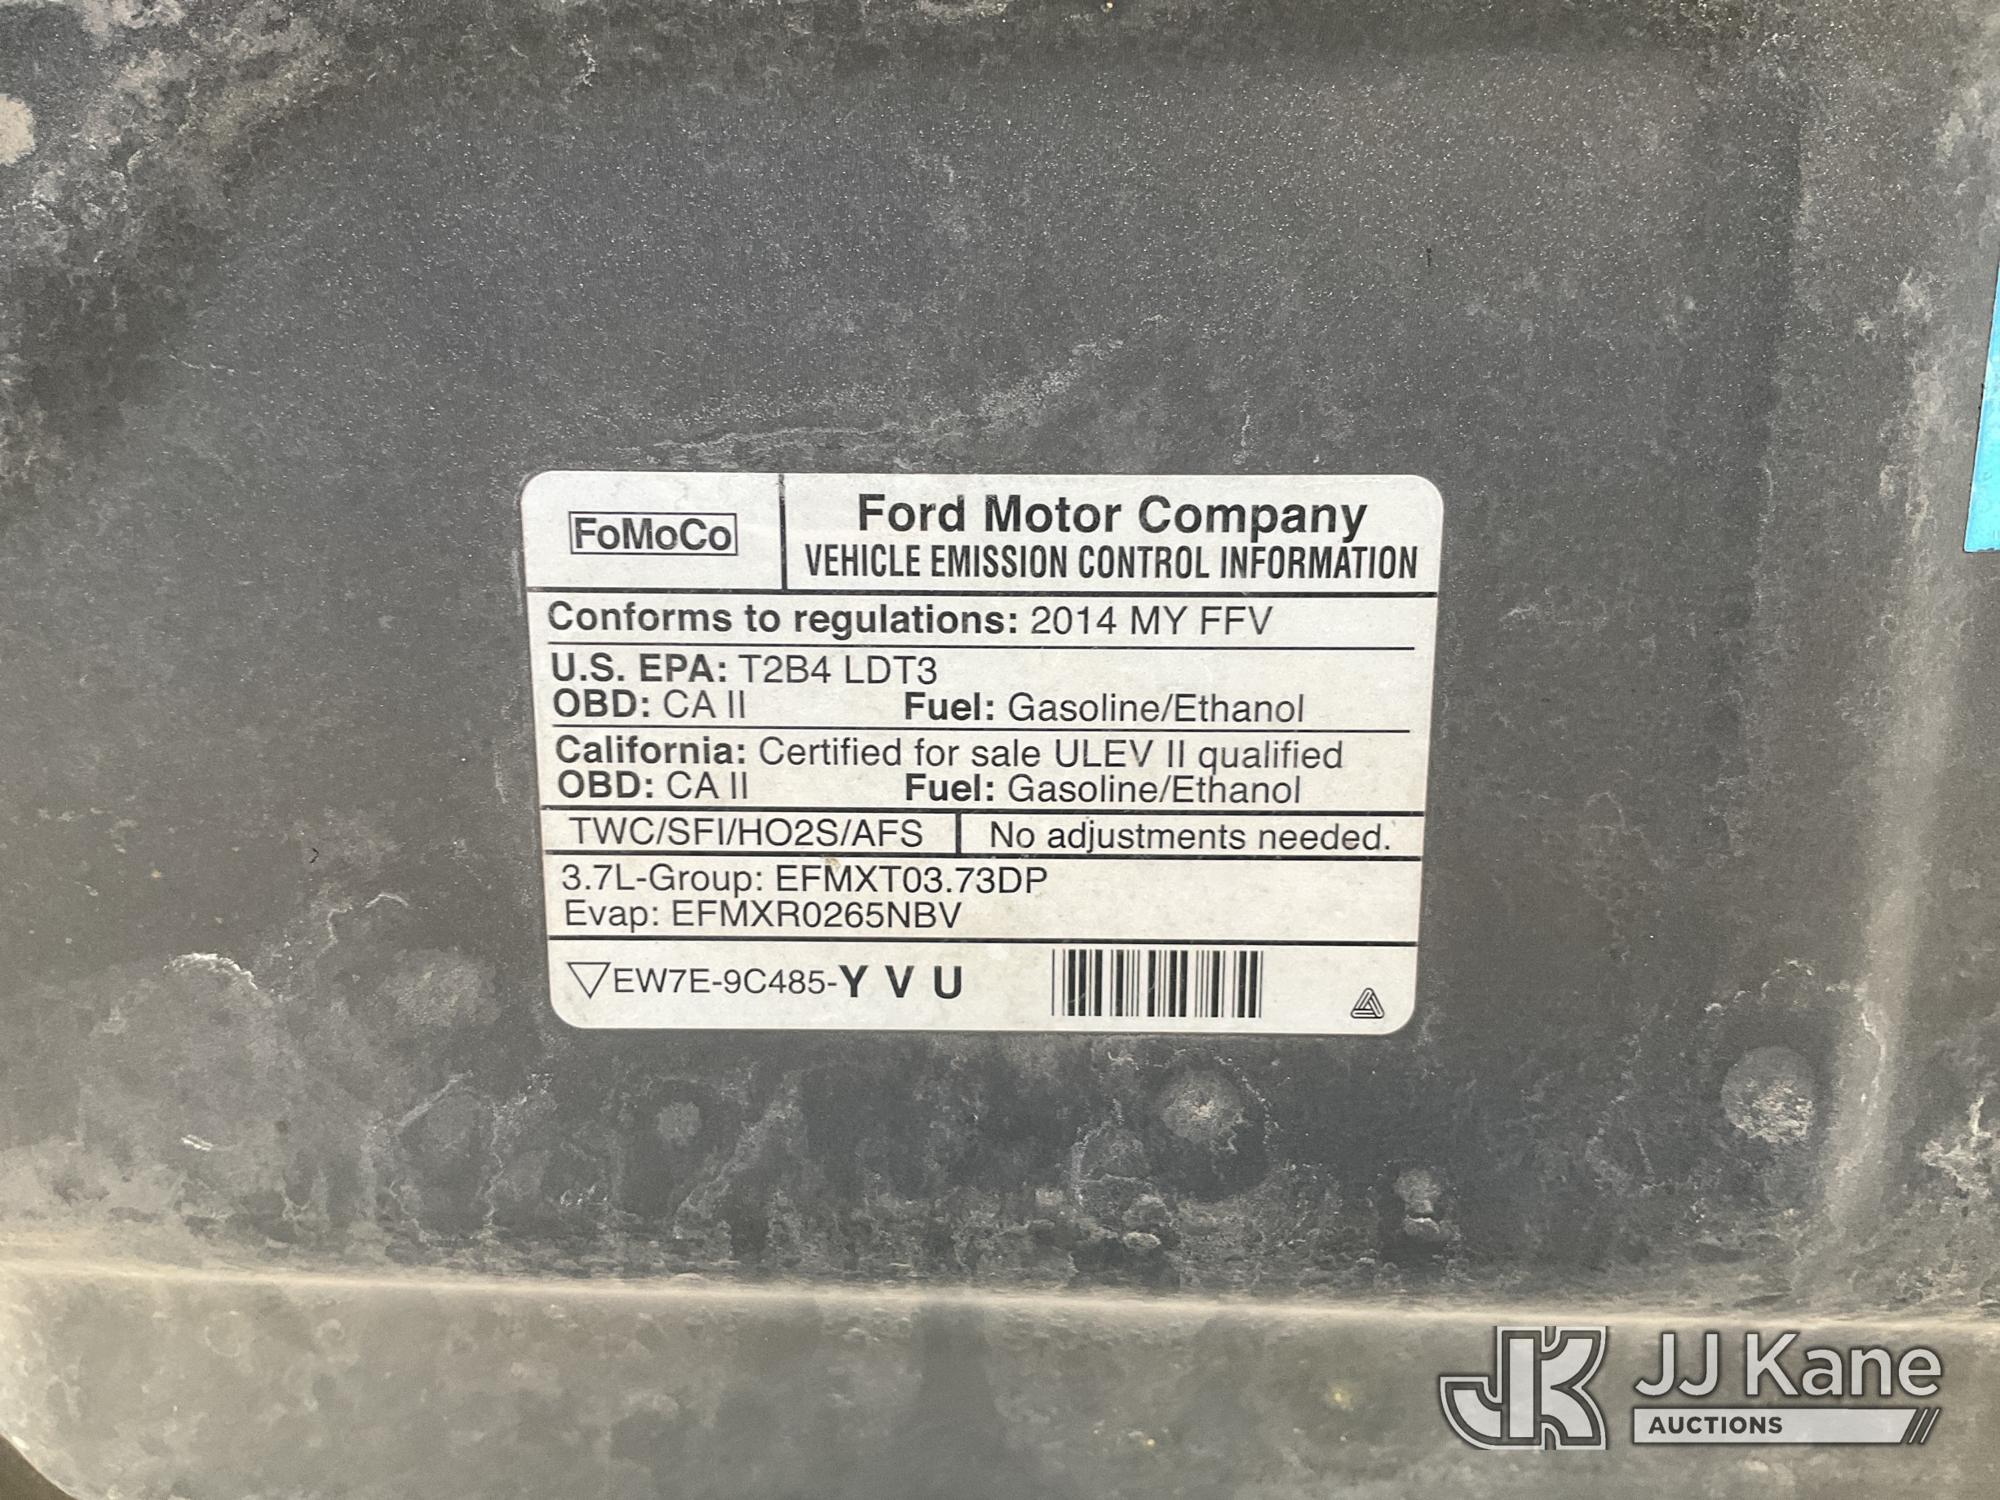 FoMoCo
Ford Motor Company
VEHICLE EMISSION CONTROL INFORMATION
Conforms to regulations: 2014 MY FFV
U.S. EPA: T2B4 LDT3
OBD: CA II Fuel: Gasoline/Ethanol
California: Certified for sale ULEV II qualified
OBD: CA II Fuel: Gasoline/Ethanol
TWC/SFI/HO2S/AFS No adjustments needed.
3.7L-Group: EFMXT03.73DP
Evap: EFMXR0265NBV
EW7E-9C485-Y V U
JK JJ Kane
AUCTIONS